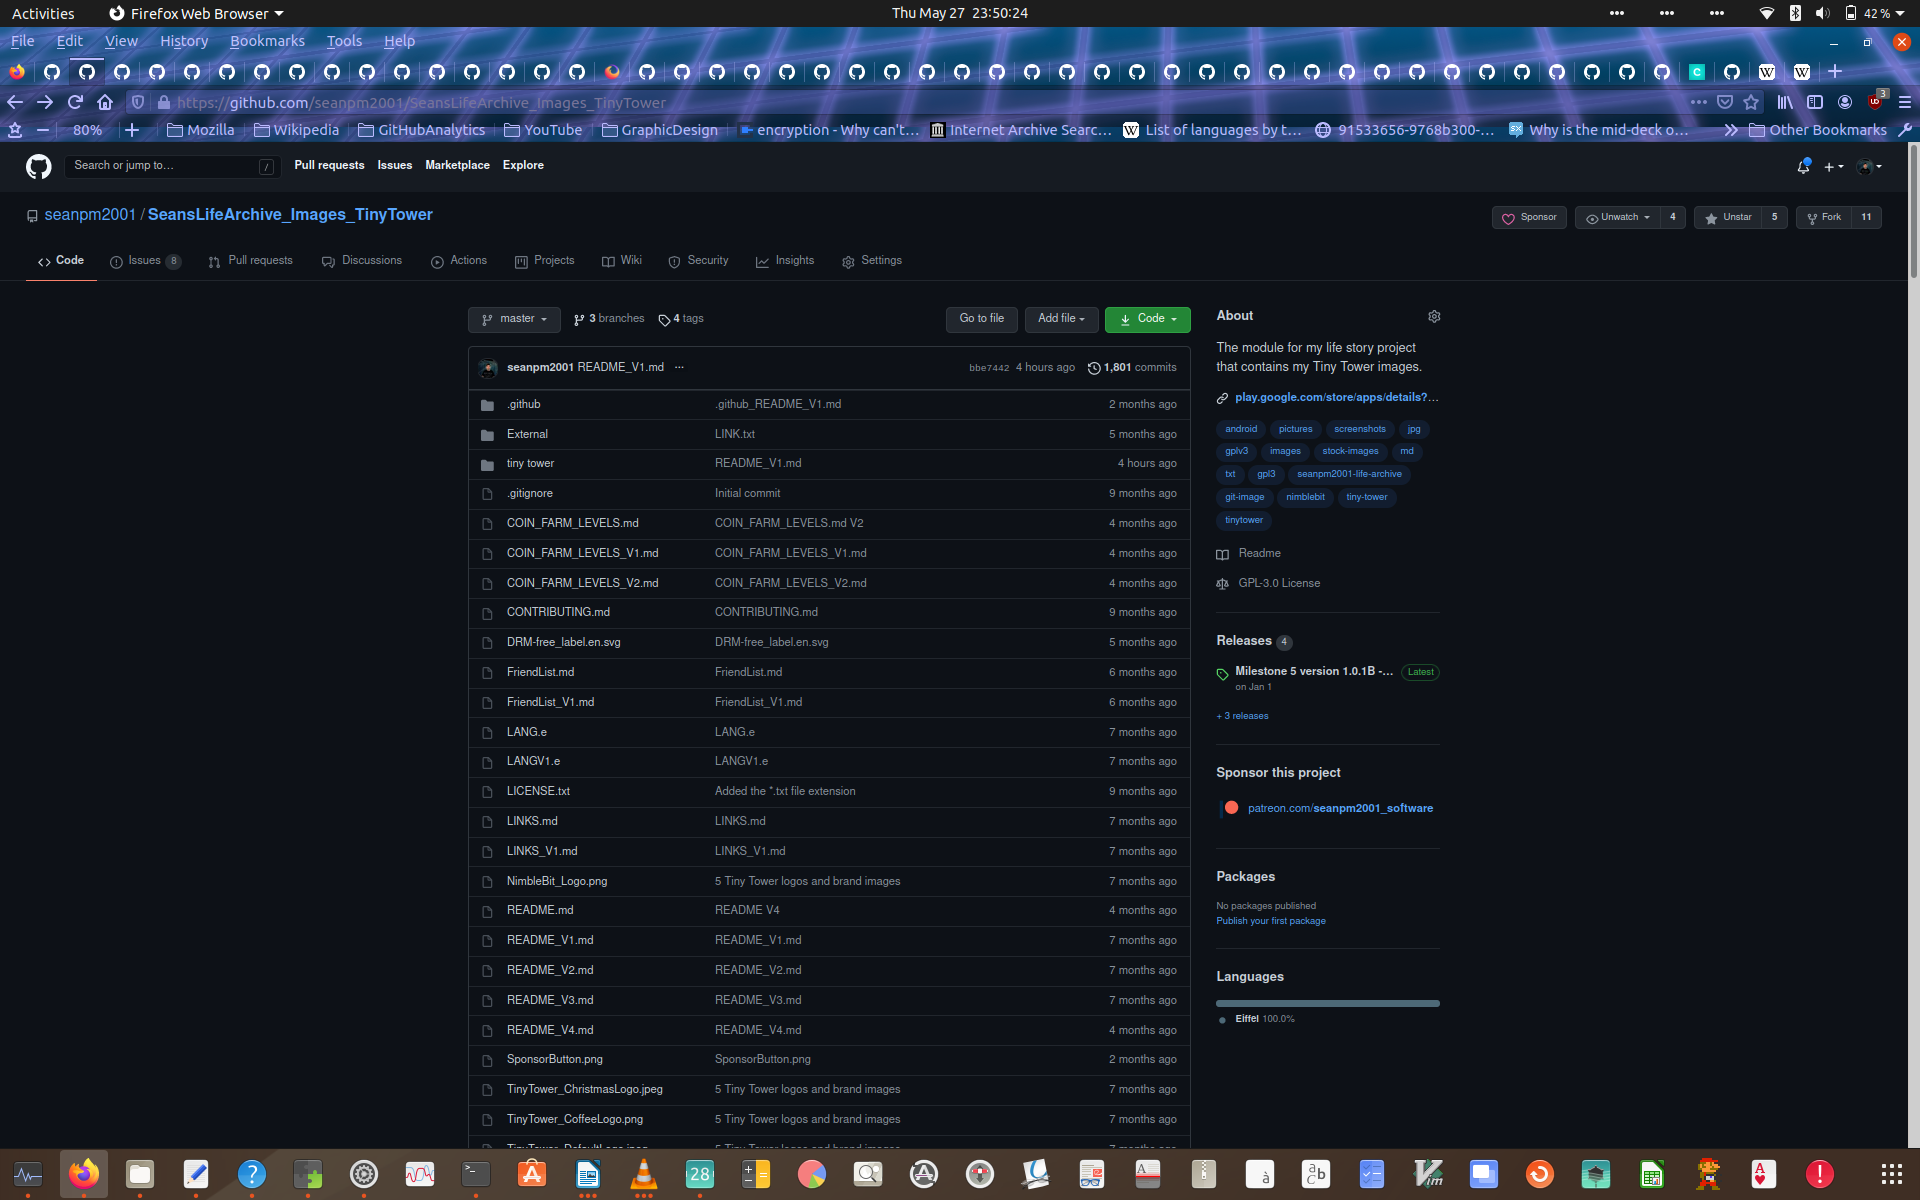 Activities Firefox Web Browser Thu May 27 23:50:24 42 %
File Edit View History Bookmarks Tools Help
https://github.com/seanpm2001/SeansLifeArchive_Images_TinyTower 3
80% Mozilla Wikipedia GitHubAnalytics YouTube GraphicDesign encryption - Why can't… Internet Archive Searc… List of languages by t… 91533656-9768b300-… Why is the mid-deck o… Other Bookmarks
Search or jump to… / Pull requests Issues Marketplace Explore
seanpm2001 / SeansLifeArchive_Images_TinyTower Sponsor Unwatch 4 Unstar 5 Fork 11
Code Issues 8 Pull requests Discussions Actions Projects Wiki Security Insights Settings
master 3 branches 4 tags Go to file Add file Code
seanpm2001 README_V1.md ... bbe7442 4 hours ago 1,801 commits
.github .github_README_V1.md 2 months ago
External LINK.txt 5 months ago
tiny tower README_V1.md 4 hours ago
.gitignore Initial commit 9 months ago
COIN_FARM_LEVELS.md COIN_FARM_LEVELS.md V2 4 months ago
COIN_FARM_LEVELS_V1.md COIN_FARM_LEVELS_V1.md 4 months ago
COIN_FARM_LEVELS_V2.md COIN_FARM_LEVELS_V2.md 4 months ago
CONTRIBUTING.md CONTRIBUTING.md 9 months ago
DRM-free_label.en.svg DRM-free_label.en.svg 5 months ago
FriendList.md FriendList.md 6 months ago
FriendList_V1.md FriendList_V1.md 6 months ago
LANG.e LANG.e 7 months ago
LANGV1.e LANGV1.e 7 months ago
LICENSE.txt Added the *.txt file extension 9 months ago
LINKS.md LINKS.md 7 months ago
LINKS_V1.md LINKS_V1.md 7 months ago
NimbleBit_Logo.png 5 Tiny Tower logos and brand images 7 months ago
README.md README V4 4 months ago
README_V1.md README_V1.md 7 months ago
README_V2.md README_V2.md 7 months ago
README_V3.md README_V3.md 7 months ago
README_V4.md README_V4.md 4 months ago
SponsorButton.png SponsorButton.png 2 months ago
TinyTower_ChristmasLogo.jpeg 5 Tiny Tower logos and brand images 7 months ago
TinyTower_CoffeeLogo.png 5 Tiny Tower logos and brand images 7 months ago
About
The module for my life story project
that contains my Tiny Tower images.
play.google.com/store/apps/details?…
android pictures screenshots jpg
gplv3 images stock-images md
txt gpl3 seanpm2001-life-archive
git-image nimblebit tiny-tower
tinytower
Readme
GPL-3.0 License
Releases 4
Milestone 5 version 1.0.1B -… Latest
on Jan 1
+ 3 releases
Sponsor this project
patreon.com/seanpm2001_software
Packages
No packages published
Publish your first package
Languages
Eiffel 100.0%
28